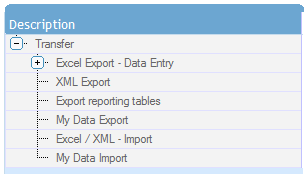 Description
Transfer
Excel Export - Data Entry
XML Export
Export reporting tables
My Data Export
Excel / XML - Import
My Data Import